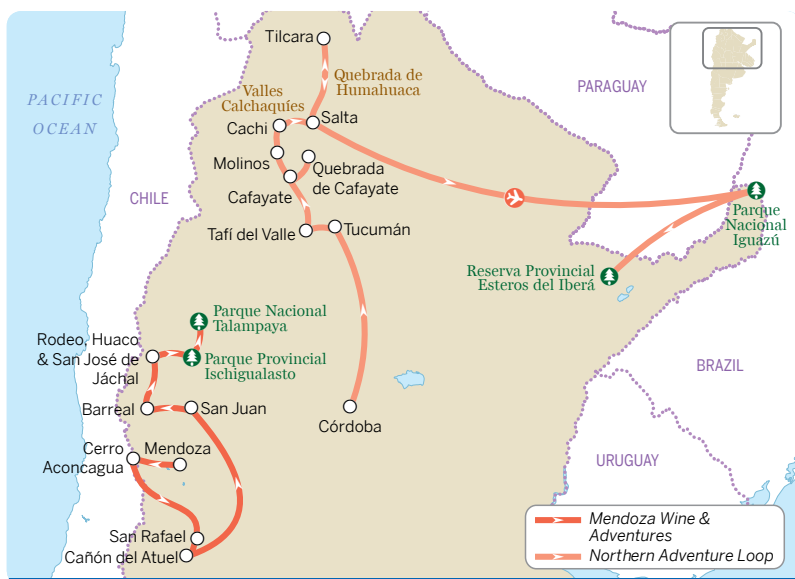 Tilcara
Quebrada de
Humahuaca
PARAGUAY
Valles
Calchaquíes
PACIFIC
OCEAN
Salta
Cachi
Molinos
Quebrada
de Cafayate
Cafayate
CHILE
Parque
Nacional
Iguazú
Tafí del Valle
Tucumán
Reserva Provincial
Esteros del Iberá
Parque Nacional
Talampaya
Rodeo, Huaco
& San José de
Jáchal
Parque Provincial
Ischigualasto
BRAZIL
Barreal
San Juan
Córdoba
Cerro
Aconcagua
Mendoza
URUGUAY
San Rafael
Cañón del Atuel
Mendoza Wine &
Adventures
Northern Adventure Loop